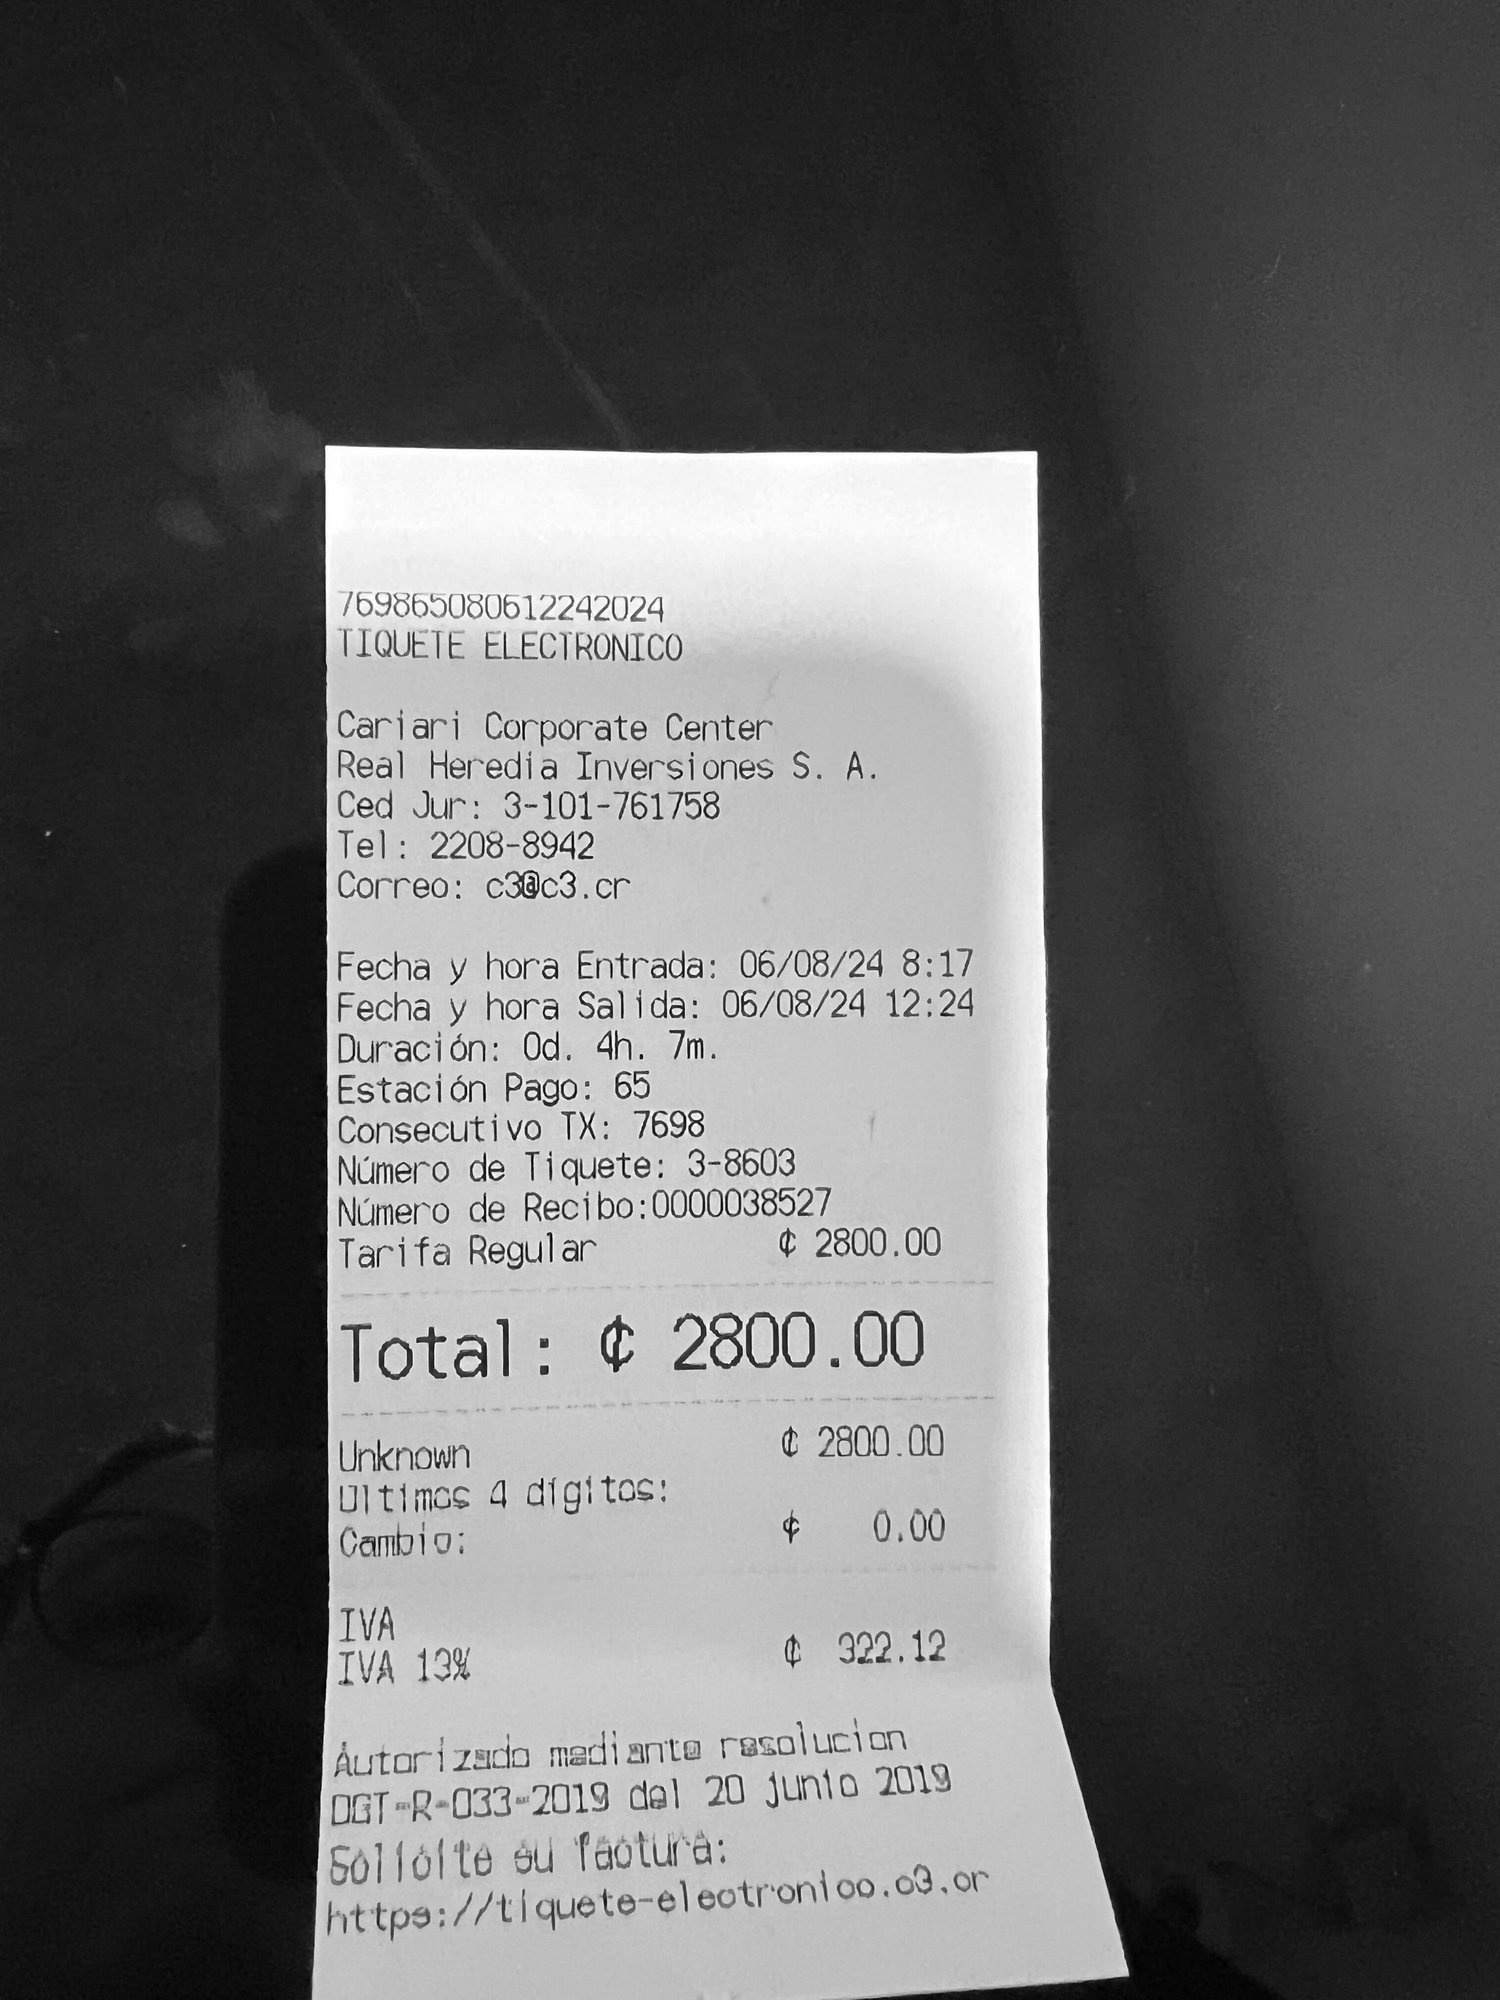 769865080612242024
TIQUETE ELECTRONICO
Cariari Corporate Center
Real Heredia Inversiones S. A.
Ced Jur: 3-101-761758
Tel: 2208-8942
Correo: c3@c3.cr
Fecha y hora Entrada: 06/08/24 8:17
Fecha y hora Salida: 06/08/24 12:24
Duración: 0d. 4h. 7m.
Estación Pago: 65
Consecutivo TX: 7698
Número de Tiquete: 3-8603
Número de Recibo:0000038527
Tarifa Regular ₡ 2800.00
Total: ₡ 2800.00
Unknown ₡ 2800.00
Ultimos 4 dígitos:
Cambio: ₡ 0.00
IVA
IVA 13% ₡ 322.12
Autorizado mediante resolucion
DGT-R-033-2019 del 20 junio 2019
Solicite su factura:
https://tiquete-electronico.c3.cr